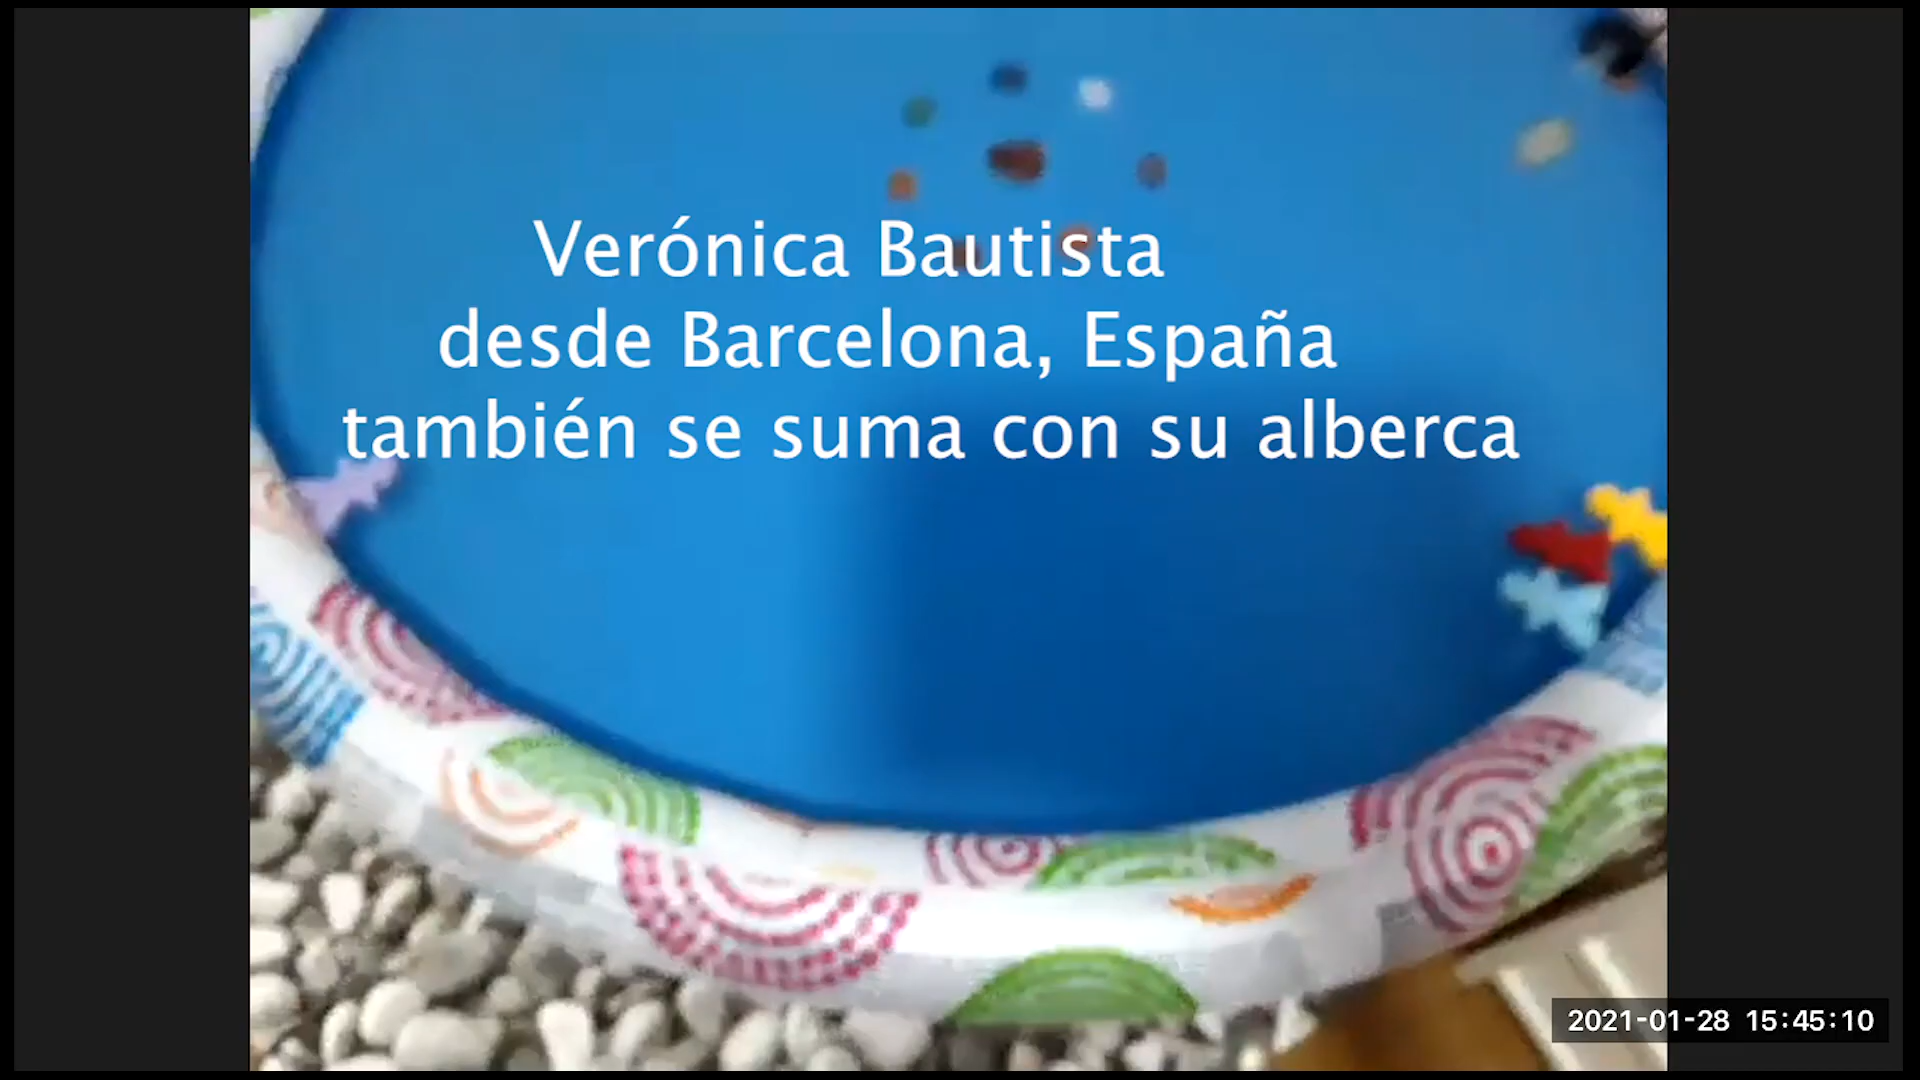 Verónica Bautista
desde Barcelona, España
también se suma con su alberca
2021-01-28 15:45:10